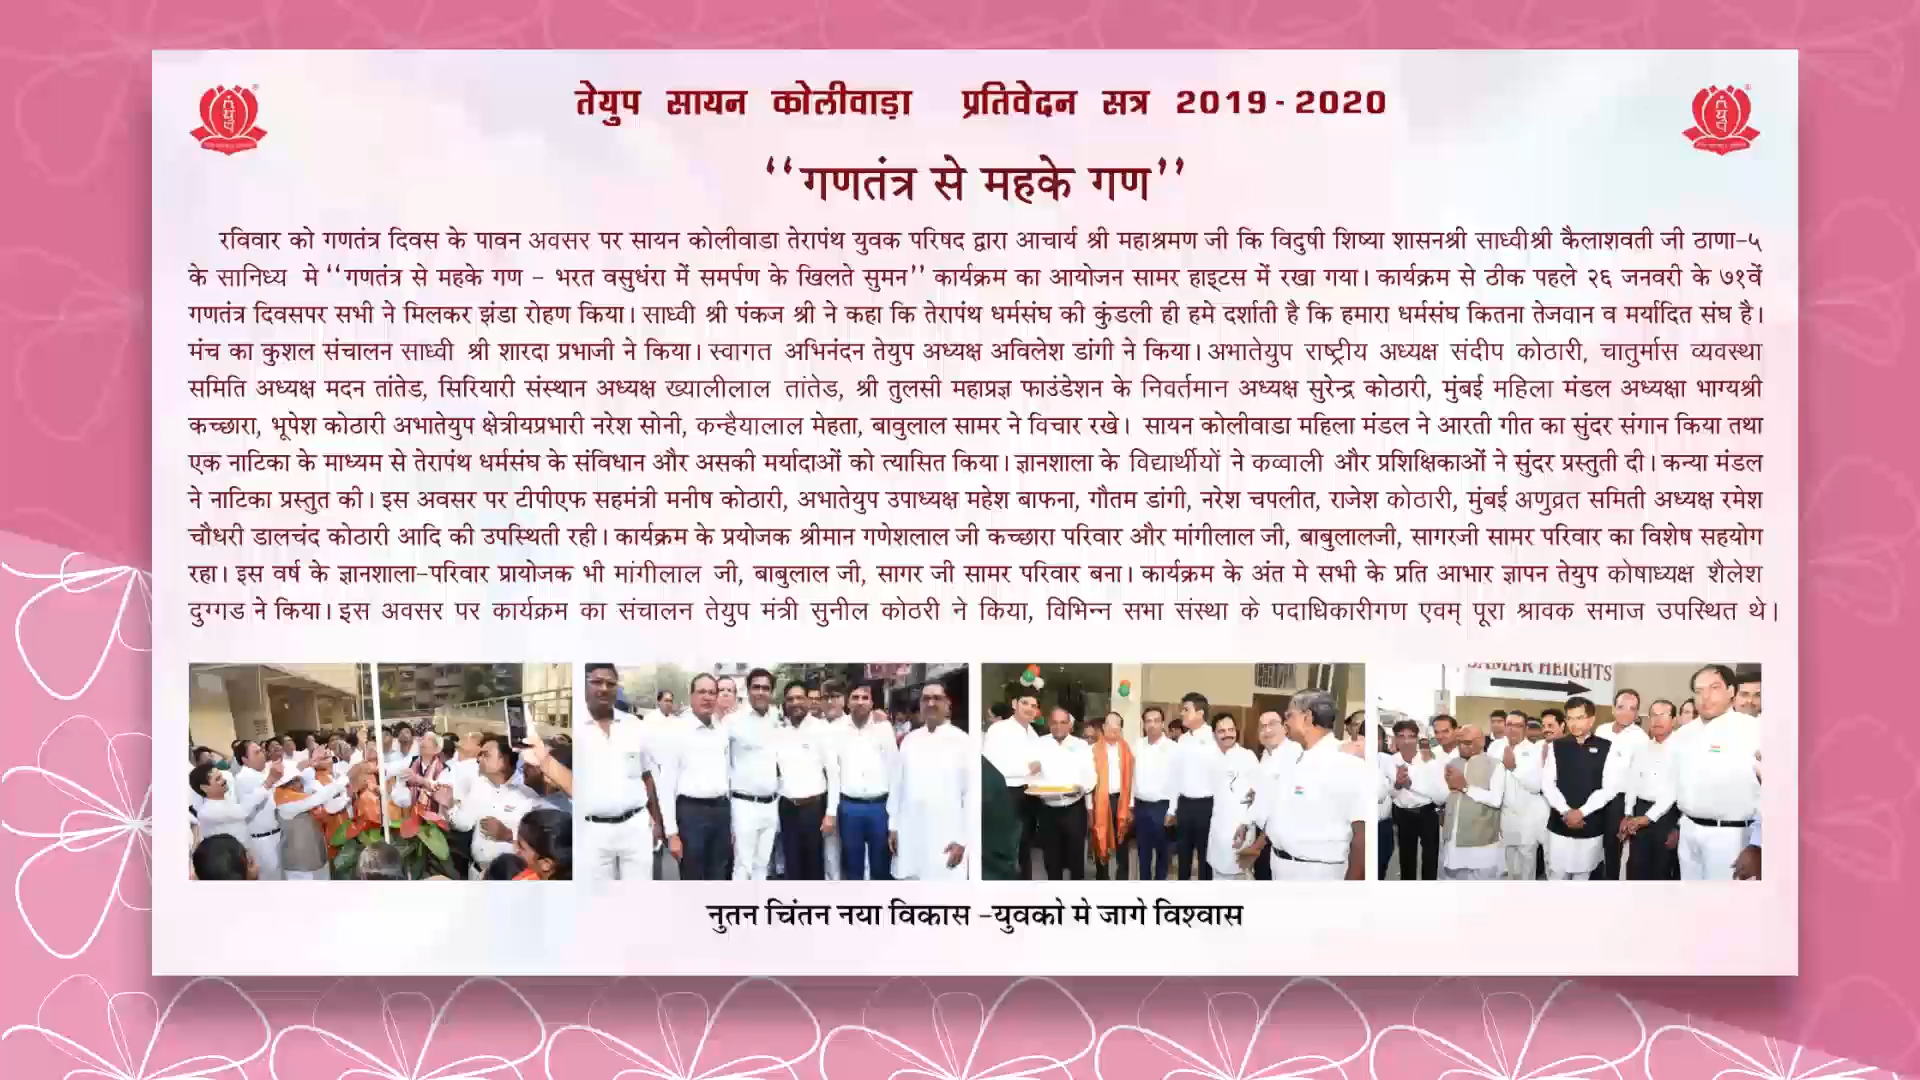 तेयुप सायन कोलीवाड़ा प्रतिवेदन सत्र 2019-2020
‘‘गणतंत्र से महके गण’’
रविवार को गणतंत्र दिवस के पावन अवसर पर सायन कोलीवाडा तेरापंथ युवक परिषद द्वारा आचार्य श्री महाश्रमण जी कि विदुषी शिष्या शासनश्री साध्वीश्री कैलाशवती जी ठाणा-५
के सानिध्य मे ‘‘गणतंत्र से महके गण - भरत वसुधंरा में समर्पण के खिलते सुमन’’ कार्यक्रम का आयोजन सामर हाइटस में रखा गया। कार्यक्रम से ठीक पहले २६ जनवरी के ७१वें
गणतंत्र दिवसपर सभी ने मिलकर झंडा रोहण किया। साध्वी श्री पंकज श्री ने कहा कि तेरापंथ धर्मसंघ की कुंडली ही हमे दर्शाती है कि हमारा धर्मसंघ कितना तेजवान व मर्यादित संघ है।
मंच का कुशल संचालन साध्वी श्री शारदा प्रभाजी ने किया। स्वागत अभिनंदन तेयुप अध्यक्ष अविलेश डांगी ने किया। अभातेयुप राष्ट्रीय अध्यक्ष संदीप कोठारी, चातुर्मास व्यवस्था
समिति अध्यक्ष मदन तांतेड, सिरियारी संस्थान अध्यक्ष ख्यालीलाल तांतेड, श्री तुलसी महाप्रज्ञ फाउंडेशन के निवर्तमान अध्यक्ष सुरेन्द्र कोठारी, मुंबई महिला मंडल अध्यक्षा भाग्यश्री
कच्छारा, भूपेश कोठारी अभातेयुप क्षेत्रीयप्रभारी नरेश सोनी, कन्हैयालाल मेहता, बावुलाल सामर ने विचार रखे। सायन कोलीवाडा महिला मंडल ने आरती गीत का सुंदर संगान किया तथा
एक नाटिका के माध्यम से तेरापंथ धर्मसंघ के संविधान और असकी मर्यादाओं को त्यासित किया। ज्ञानशाला के विद्यार्थीयों ने कव्वाली और प्रशिक्षिकाओं ने सुंदर प्रस्तुती दी। कन्या मंडल
ने नाटिका प्रस्तुत की। इस अवसर पर टीपीएफ सहमंत्री मनीष कोठारी, अभातेयुप उपाध्यक्ष महेश बाफना, गौतम डांगी, नरेश चपलीत, राजेश कोठारी, मुंबई अणुव्रत समिती अध्यक्ष रमेश
चौधरी डालचंद कोठारी आदि की उपस्थिती रही। कार्यक्रम के प्रयोजक श्रीमान गणेशलाल जी कच्छारा परिवार और मांगीलाल जी, बाबुलालजी, सागरजी सामर परिवार का विशेष सहयोग
रहा। इस वर्ष के ज्ञानशाला-परिवार प्रायोजक भी मांगीलाल जी, बाबुलाल जी, सागर जी सामर परिवार बना। कार्यक्रम के अंत मे सभी के प्रति आभार ज्ञापन तेयुप कोषाध्यक्ष शैलेश
दुग्गड ने किया। इस अवसर पर कार्यक्रम का संचालन तेयुप मंत्री सुनील कोठरी ने किया, विभिन्न सभा संस्था के पदाधिकारीगण एवम् पूरा श्रावक समाज उपस्थित थे।
SAMAR HEIGHTS
नुतन चिंतन नया विकास -युवको मे जागे विश्वास